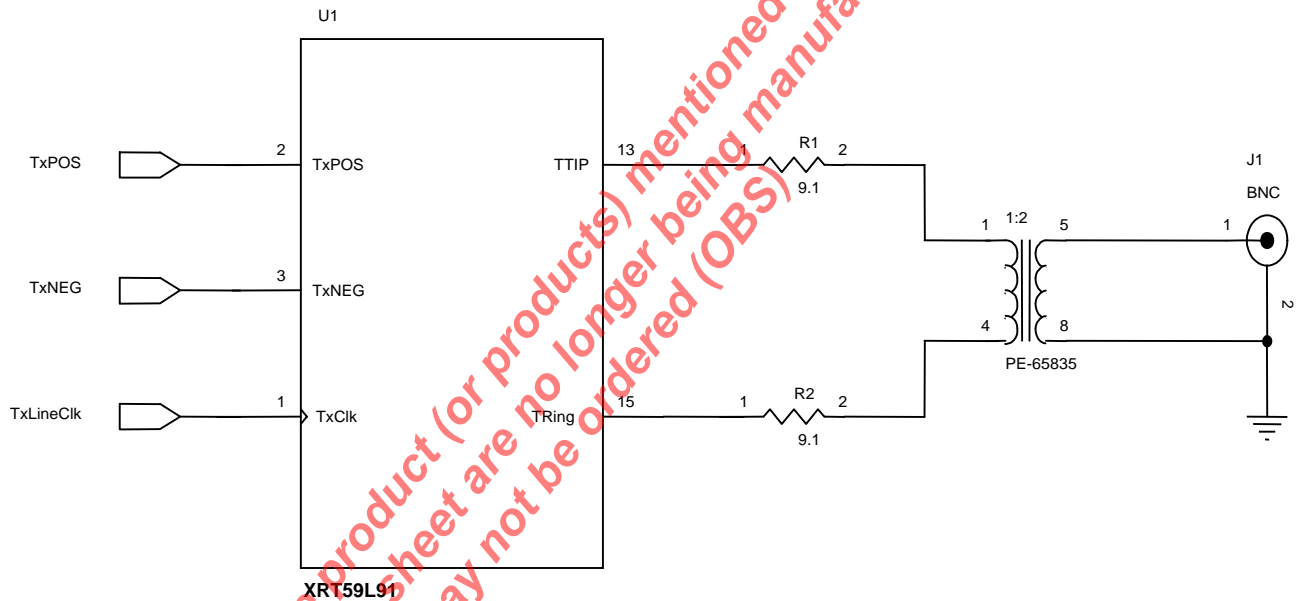 U1
TxPOS
2
TxPOS
TTIP
13
1
R1
2
9.1
J1
BNC
1
1:2
5
1
TxNEG
3
TxNEG
4
8
2
PE-65835
TxLineClk
1
TxClk
TRing
15
1
R2
2
9.1
XRT59L91
product (or products) mentioned
sheet are no longer being manufa
ay not be ordered (OBS)